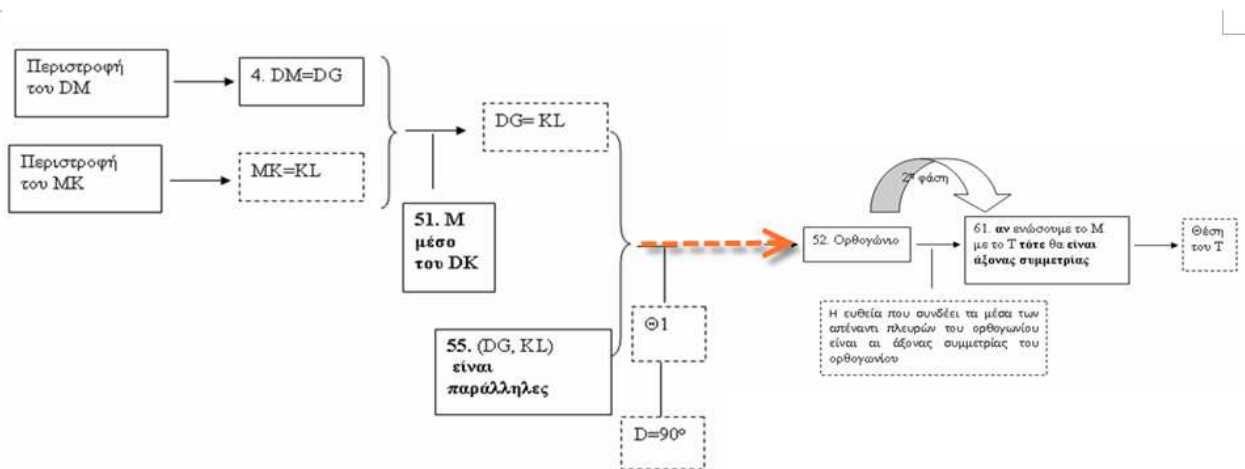 Περιστροφή
του DM
4. DM=DG
Περιστροφή
του MK
MK=KL
DG= KL
51. M
μέσο
του DK
55. (DG, KL)
είναι
παράλληλες
Θ1
D=90°
2η φάση
52. Ορθογώνιο
61. αν ενώσουμε το M
με το T τότε θα είναι
άξονας συμμετρίας
Θέση
του T
Η ευθεία που συνδέει τα μέσα των
απέναντι πλευρών του ορθογωνίου
είναι αι άξονας συμμετρίας του
ορθογωνίου